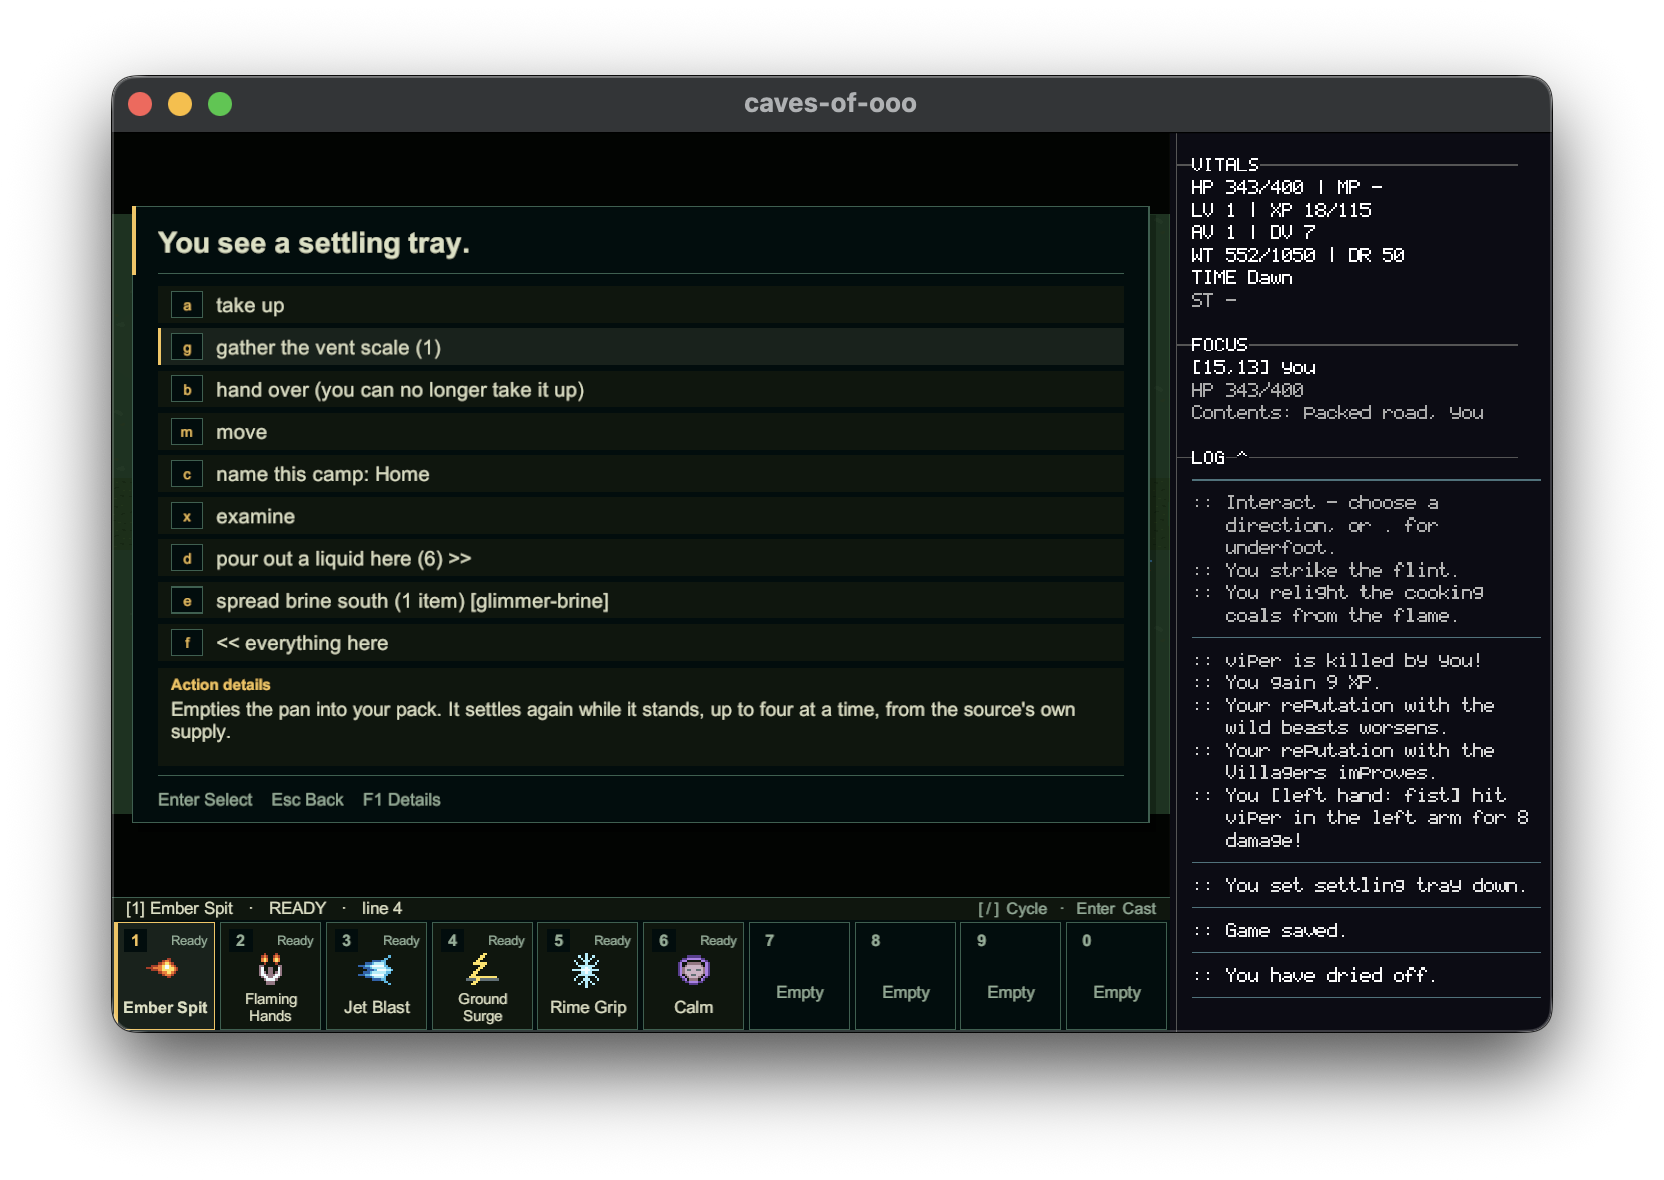 caves-of-ooo
You see a settling tray.
a take up
g gather the vent scale (1)
b hand over (you can no longer take it up)
m move
c name this camp: Home
x examine
d pour out a liquid here (6) >>
e spread brine south (1 item) [glimmer-brine]
f << everything here
Action details
Empties the pan into your pack. It settles again while it stands, up to four at a time, from the source's own
supply.
Enter Select Esc Back F1 Details
[1] Ember Spit · READY · line 4
[/] Cycle · Enter Cast
1 Ready
Ember Spit
2 Ready
Flaming
Hands
3 Ready
Jet Blast
4 Ready
Ground
Surge
5 Ready
Rime Grip
6 Ready
Calm
7
Empty
8
Empty
9
Empty
0
Empty
VITALS
HP 343/400 | MP -
LV 1 | XP 18/115
AV 1 | DV 7
WT 552/1050 | DR 50
TIME Dawn
ST -
FOCUS
[15,13] you
HP 343/400
Contents: Packed road, you
LOG ^
:: Interact - choose a
direction, or . for
underfoot.
:: You strike the flint.
:: You relight the cooking
coals from the flame.
:: viper is killed by you!
:: You gain 9 XP.
:: Your reputation with the
wild beasts worsens.
:: Your reputation with the
Villagers improves.
:: You [left hand: fist] hit
viper in the left arm for 8
damage!
:: You set settling tray down.
:: Game saved.
:: You have dried off.